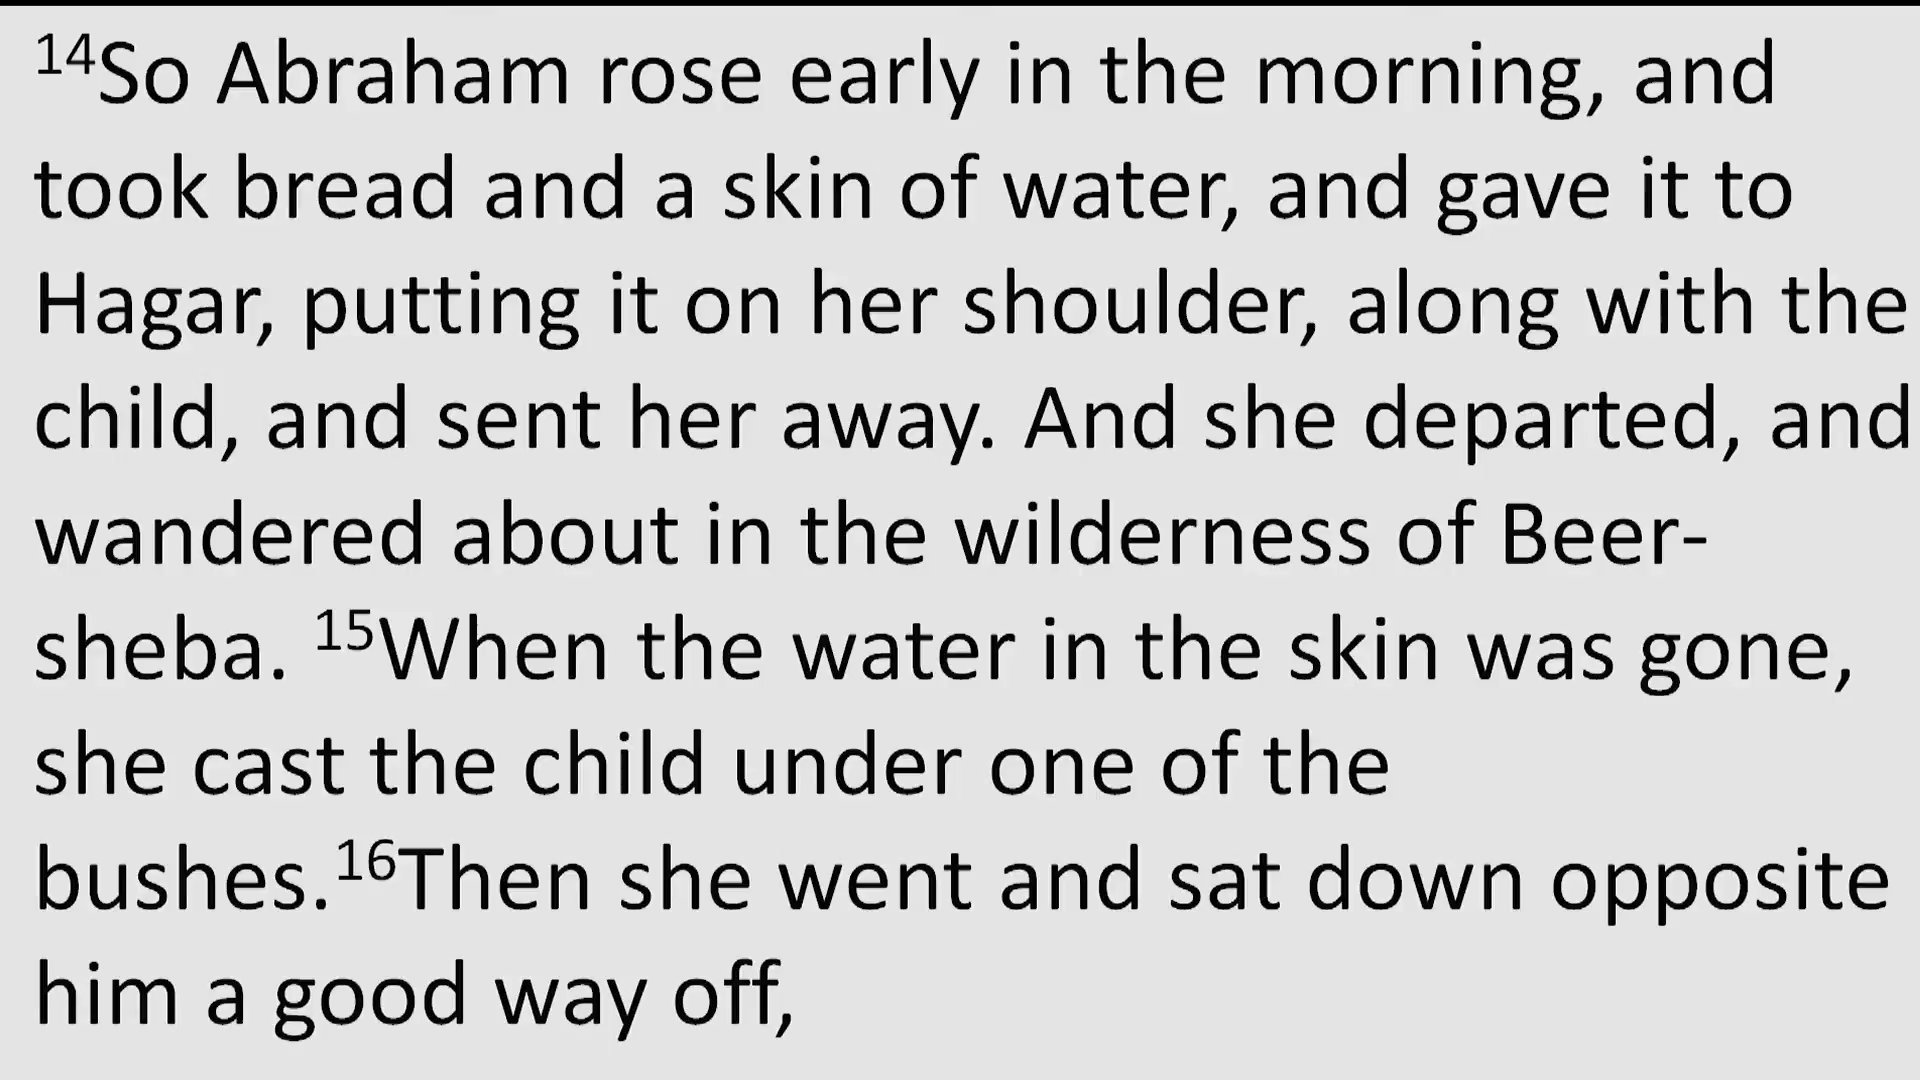 14So Abraham rose early in the morning, and
took bread and a skin of water, and gave it to
Hagar, putting it on her shoulder, along with the
child, and sent her away. And she departed, and
wandered about in the wilderness of Beer-
sheba. 15When the water in the skin was gone,
she cast the child under one of the
bushes.16Then she went and sat down opposite
him a good way off,